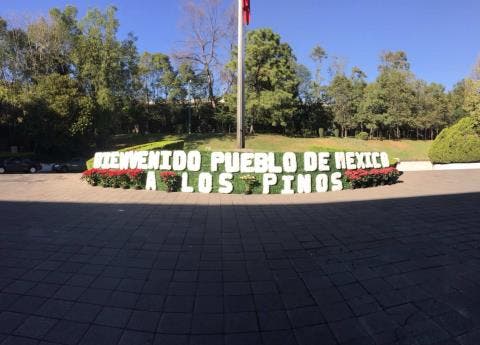 BIENVENIDO PUEBLO DE MEXICO
A LOS PINOS